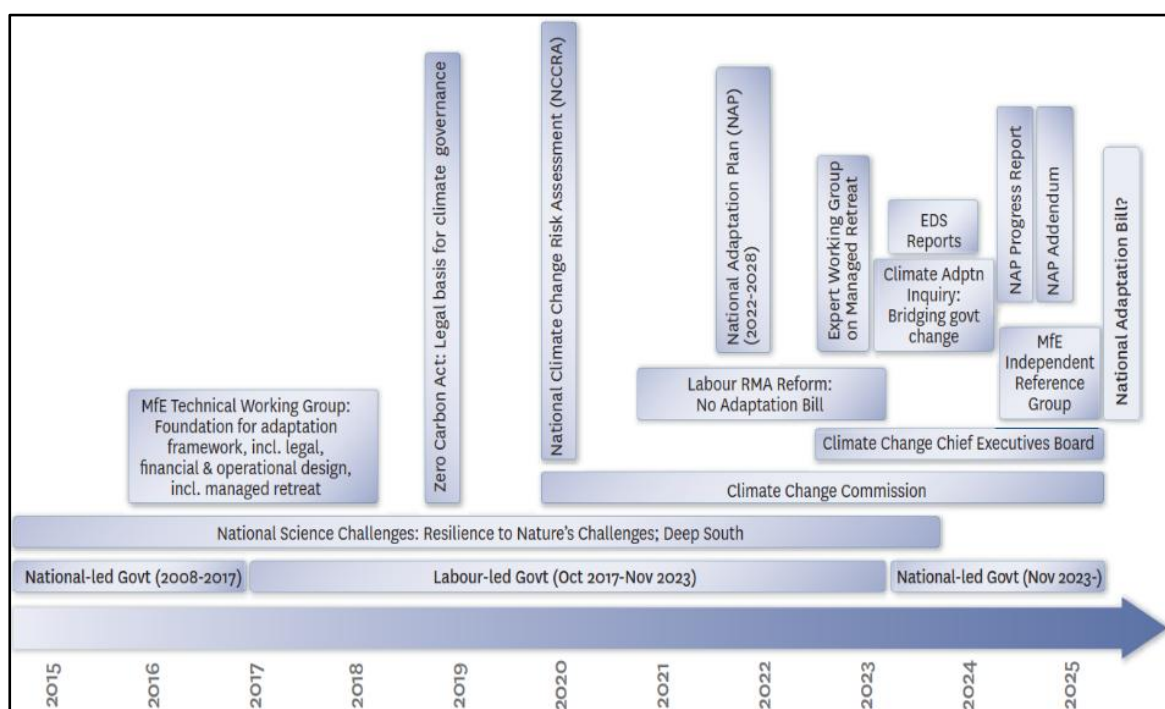 Zero Carbon Act: Legal basis for climate governance
National Climate Change Risk Assessment (NCCRA)
National Adaptation Plan (NAP)
(2022-2028)
Expert Working Group
on Managed Retreat
EDS
Reports
Climate Adptn
Inquiry:
Bridging govt
change
NAP Progress Report
NAP Addendum
National Adaptation Bill?
MfE
Independent
Reference
Group
Labour RMA Reform:
No Adaptation Bill
MfE Technical Working Group:
Foundation for adaptation
framework, incl. legal,
financial & operational design,
incl. managed retreat
Climate Change Chief Executives Board
Climate Change Commission
National Science Challenges: Resilience to Nature's Challenges; Deep South
National-led Govt (2008-2017)
Labour-led Govt (Oct 2017-Nov 2023)
National-led Govt (Nov 2023-)
2015
2016
2017
2018
2019
2020
2021
2022
2023
2024
2025